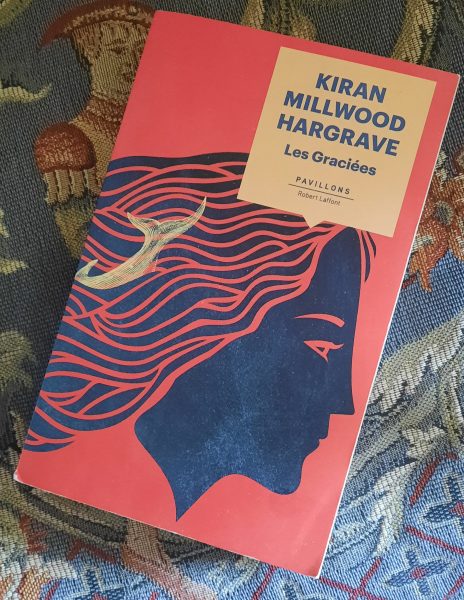 KIRAN
MILLWOOD
HARGRAVE
Les Graciées
PAVILLONS
Robert Laffont